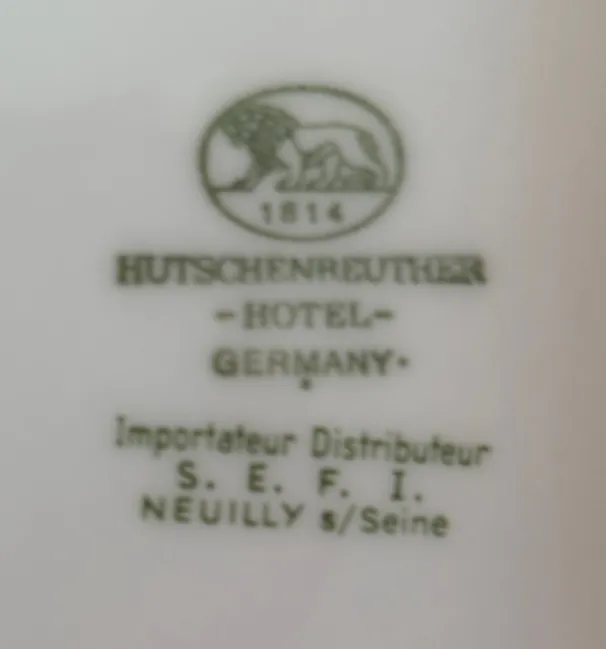 1814
HUTSCHENREUTHER
-HOTEL-
GERMANY·
Importateur Distributeur
S. E. F. I.
NEUILLY s/Seine